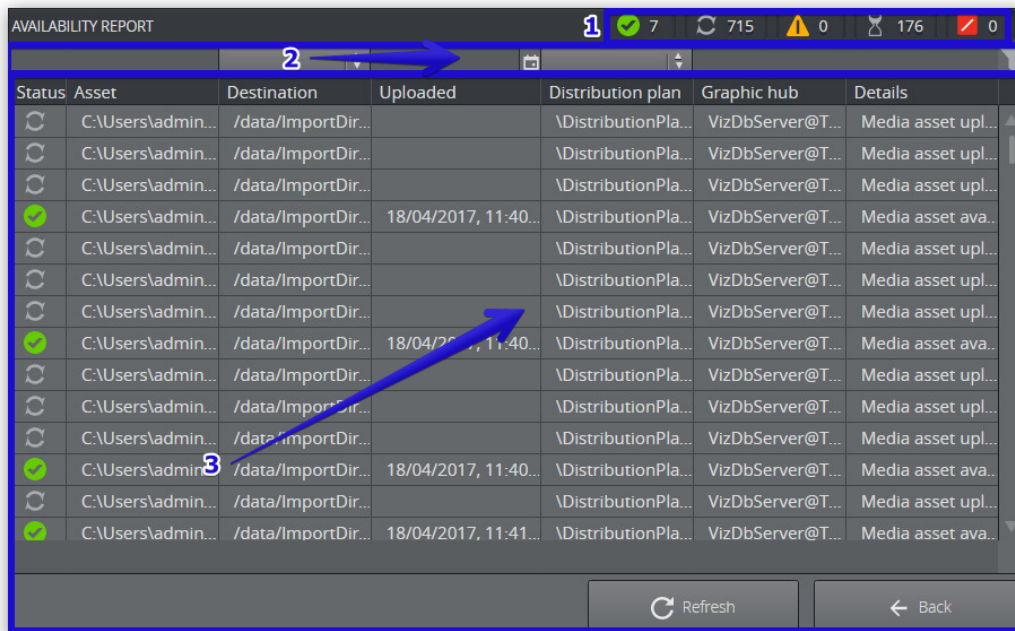 AVAILABILITY REPORT 1 7 715 0 176 0
2
Status Asset Destination Uploaded Distribution plan Graphic hub Details
C:\Users\admin... /data/ImportDir... \DistributionPla... VizDbServer@T... Media asset upl...
C:\Users\admin... /data/ImportDir... \DistributionPla... VizDbServer@T... Media asset upl...
C:\Users\admin... /data/ImportDir... \DistributionPla... VizDbServer@T... Media asset upl...
C:\Users\admin... /data/ImportDir... 18/04/2017, 11:40... \DistributionPla... VizDbServer@T... Media asset ava...
C:\Users\admin... /data/ImportDir... \DistributionPla... VizDbServer@T... Media asset upl...
C:\Users\admin... /data/ImportDir... \DistributionPla... VizDbServer@T... Media asset upl...
C:\Users\admin... /data/ImportDir... \DistributionPla... VizDbServer@T... Media asset upl...
C:\Users\admin... /data/ImportDir... 18/04/2017, 11:40... \DistributionPla... VizDbServer@T... Media asset ava...
C:\Users\admin... /data/ImportDir... \DistributionPla... VizDbServer@T... Media asset upl...
C:\Users\admin... /data/ImportDir... \DistributionPla... VizDbServer@T... Media asset upl...
C:\Users\admin... /data/ImportDir... \DistributionPla... VizDbServer@T... Media asset upl...
C:\Users\admin 3 /data/ImportDir... 18/04/2017, 11:40... \DistributionPla... VizDbServer@T... Media asset ava...
C:\Users\admin... /data/ImportDir... \DistributionPla... VizDbServer@T... Media asset upl...
C:\Users\admin... /data/ImportDir... 18/04/2017, 11:41... \DistributionPla... VizDbServer@T... Media asset ava...
Refresh Back